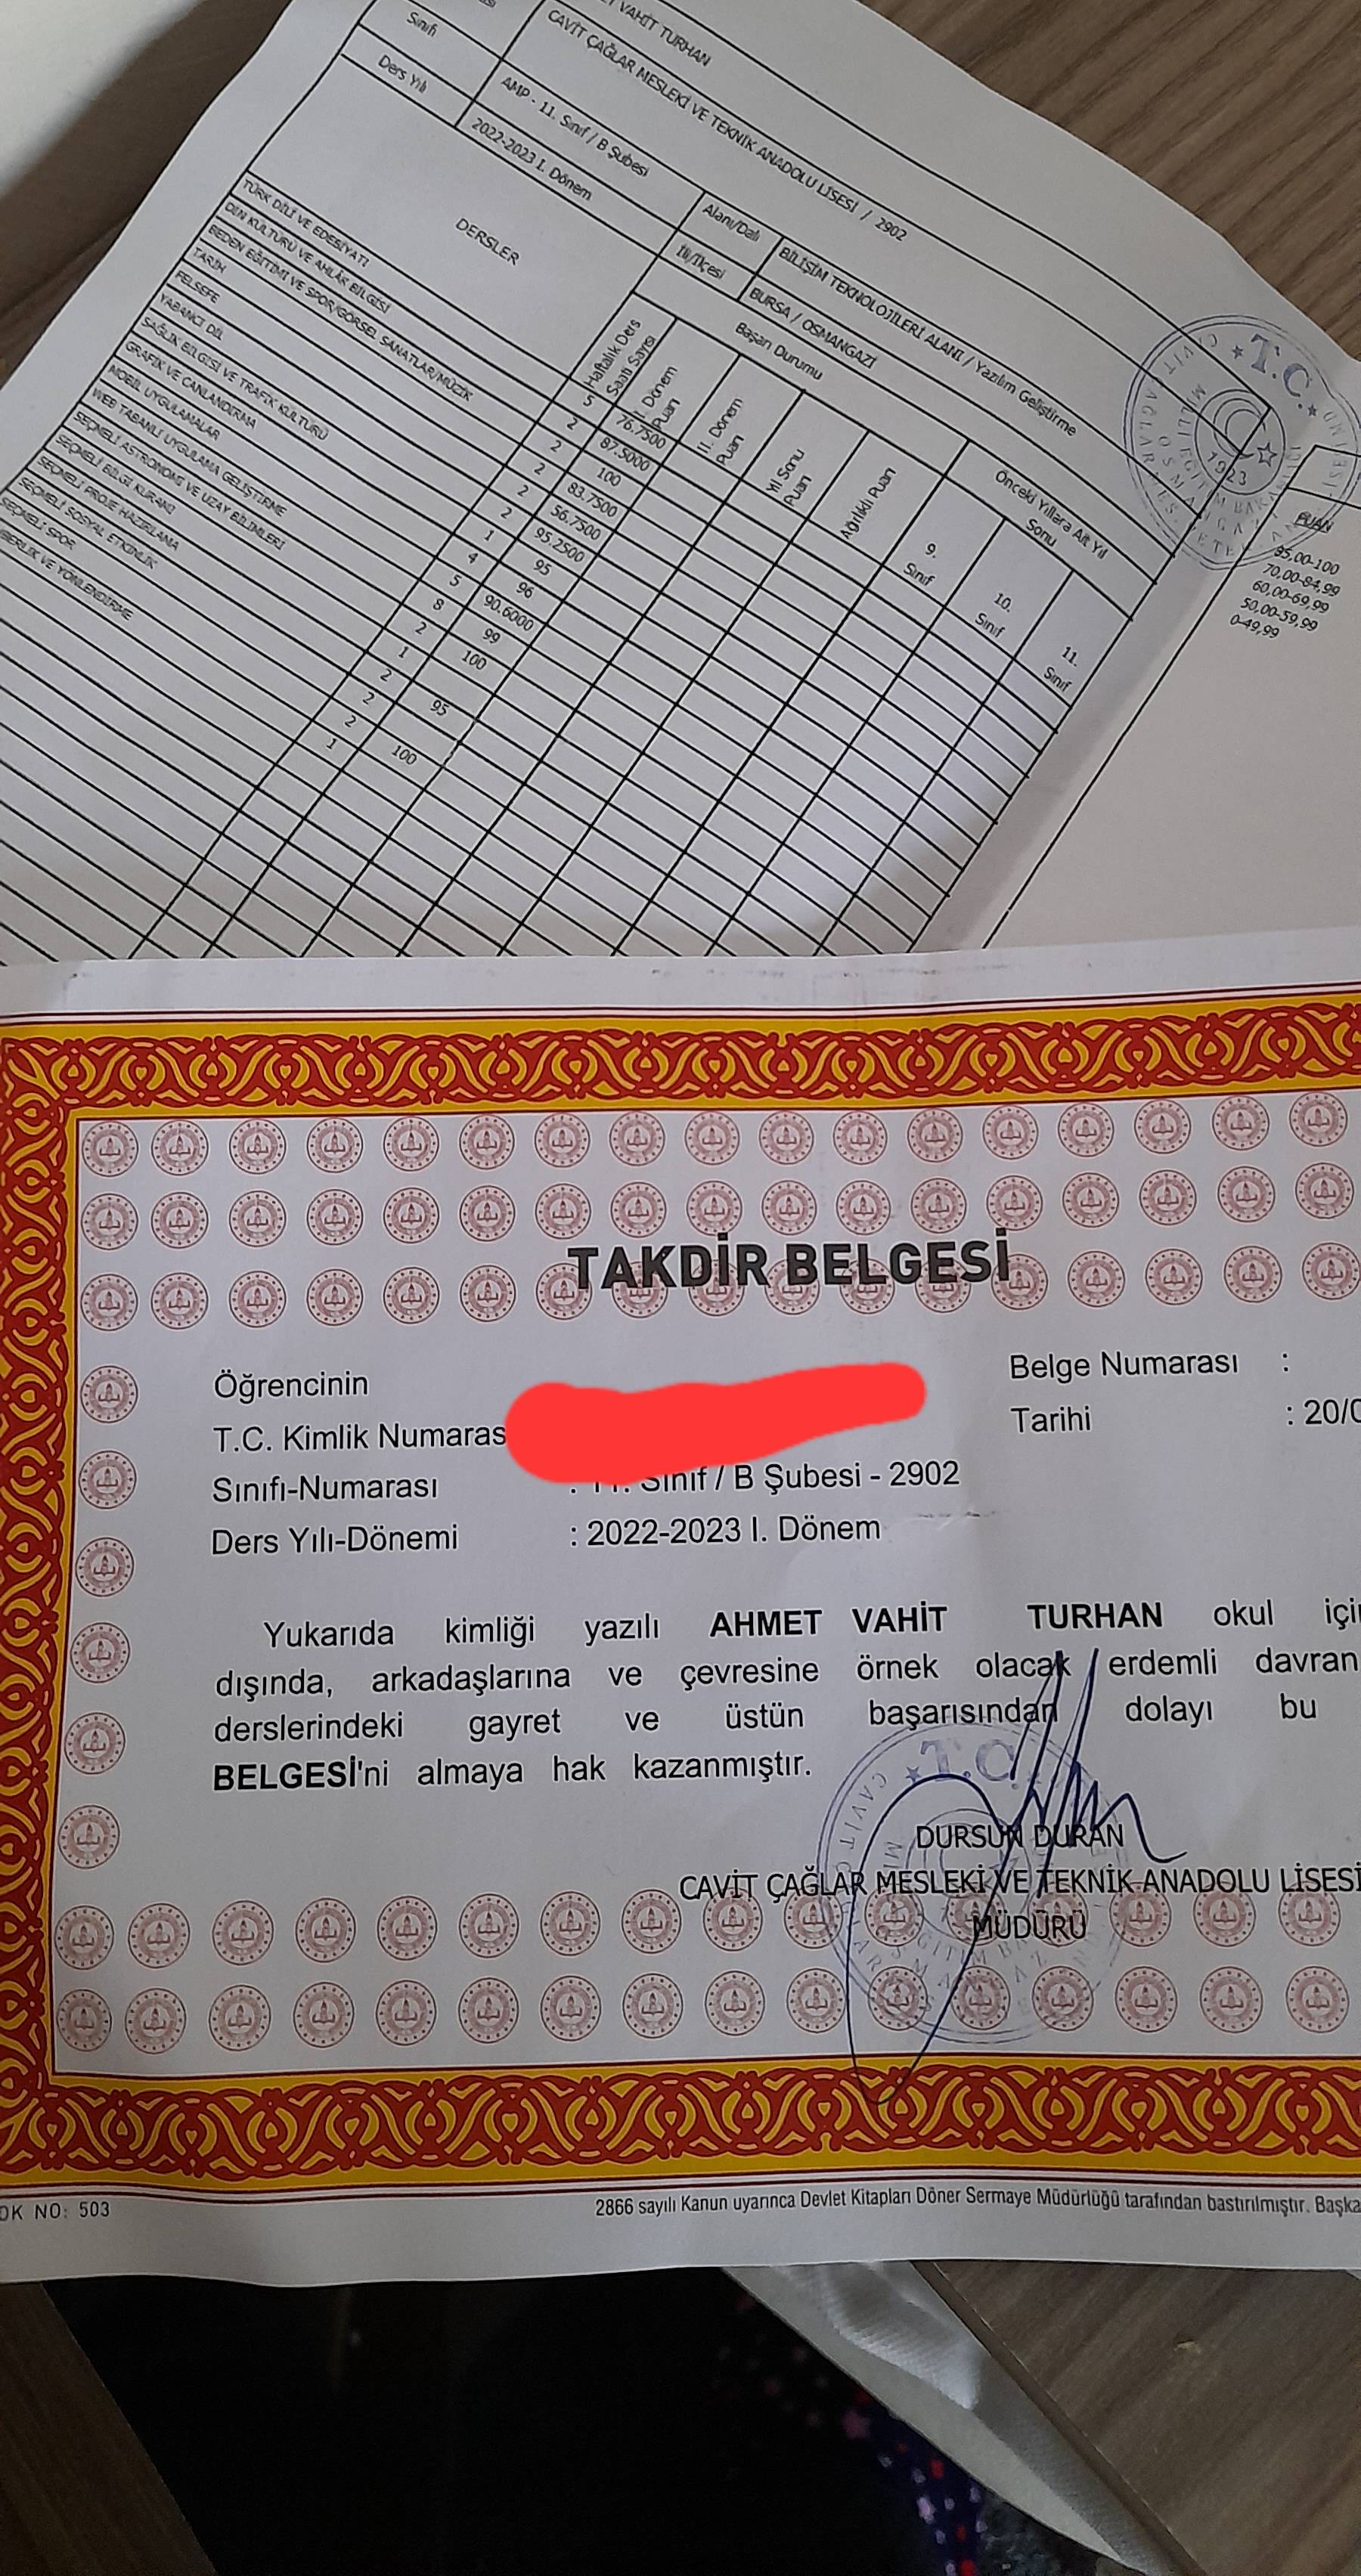 VAHİT TURHAN
CAVİT ÇAĞLAR MESLEKİ VE TEKNİK ANADOLU LİSESİ / 2902
Sınıfı
AMP - 11. Sınıf / B Şubesi
Alanı/Dalı
BİLİŞİM TEKNOLOJİLERİ ALANI / Yazılım Geliştirme
Ders Yılı
2022-2023 I. Dönem
İli/İlçesi
BURSA / OSMANGAZİ
DERSLER
Haftalık Ders Saati Sayısı
Başarı Durumu
Önceki Yıllara Ait Yıl Sonu
I. Dönem Puan
II. Dönem Puan
Yıl Sonu Puan
Ağırlıklı Puan
9. Sınıf
10. Sınıf
11. Sınıf
TÜRK DİLİ VE EDEBİYATI 5 76.7500
DİN KÜLTÜRÜ VE AHLÂK BİLGİSİ 2 87.5000
BEDEN EĞİTİMİ VE SPOR/GÖRSEL SANATLAR/MÜZİK 2 100
TARİH 2 83.7500
FELSEFE 2 56.7500
YABANCI DİL 2 95.2500
SAĞLIK BİLGİSİ VE TRAFİK KÜLTÜRÜ 1 95
GRAFİK VE CANLANDIRMA 4 96
MOBİL UYGULAMALAR 5 90.6000
WEB TABANLI UYGULAMA GELİŞTİRME 8 99
SEÇMELİ ASTRONOMİ VE UZAY BİLİMLERİ 2 100
SEÇMELİ BİLGİ KURAMI 1
SEÇMELİ PROJE HAZIRLAMA 2 95
SEÇMELİ SOSYAL ETKİNLİK 2
SEÇMELİ SPOR 2 100
VE YÖNLENDİRME 1
T.C.
1923
PUAN
95,00-100
70,00-84,99
60,00-69,99
50,00-59,99
0-49,99
TAKDİR BELGESİ
Öğrencinin
Belge Numarası :
T.C. Kimlik Numaras
Tarihi : 20/0
Sınıfı-Numarası : 11. Sınıf / B Şubesi - 2902
Ders Yılı-Dönemi : 2022-2023 I. Dönem
Yukarıda kimliği yazılı AHMET VAHİT TURHAN okul için
dışında, arkadaşlarına ve çevresine örnek olacak erdemli davran
derslerindeki gayret ve üstün başarısından dolayı bu
BELGESİ'ni almaya hak kazanmıştır.
T.C.
DURSUN DURAN
CAVİT ÇAĞLAR MESLEKİ VE TEKNİK ANADOLU LİSESİ
MÜDÜRÜ
OK NO: 503
2866 sayılı Kanun uyarınca Devlet Kitapları Döner Sermaye Müdürlüğü tarafından bastırılmıştır. Başka